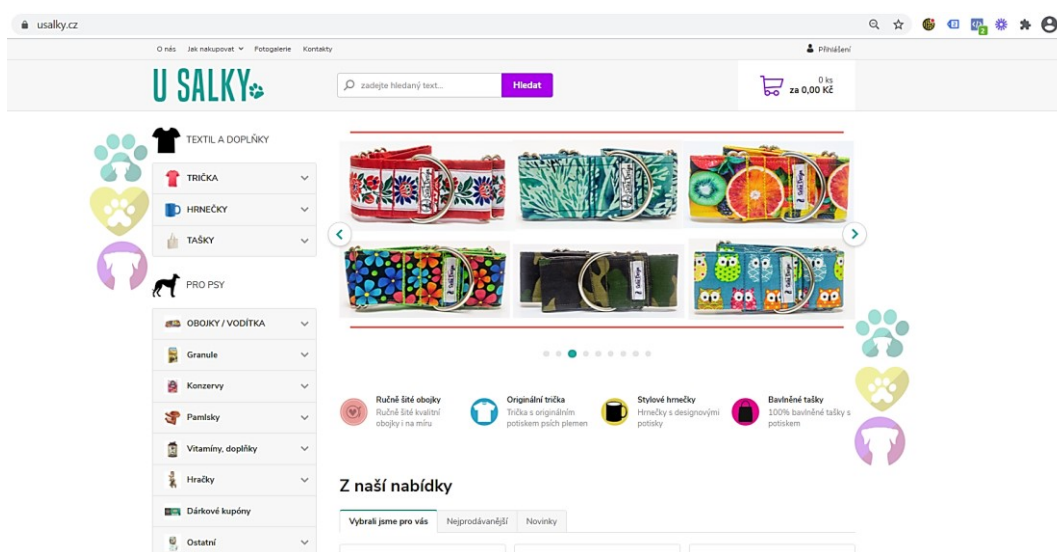 usalky.cz
O nás Jak nakupovat Fotogalerie Kontakty
Přihlášení
U SALKY
zadejte hledaný text...
Hledat
0 ks
za 0,00 Kč
TEXTIL A DOPLŇKY
TRIČKA
HRNEČKY
TAŠKY
PRO PSY
OBOJKY / VODÍTKA
Granule
Konzervy
Pamlsky
Vitamíny, doplňky
Hračky
Dárkové kupóny
Ostatní
Ručně šité obojky
Ručně šité kvalitní
obojky i na míru
Originální trička
Trička s originálním
potiskem psích plemen
Stylové hrnečky
Hrnečky s designovými
potisky
Bavlněné tašky
100% bavlněné tašky s
potiskem
Z naší nabídky
Vybrali jsme pro vás Nejprodávanější Novinky